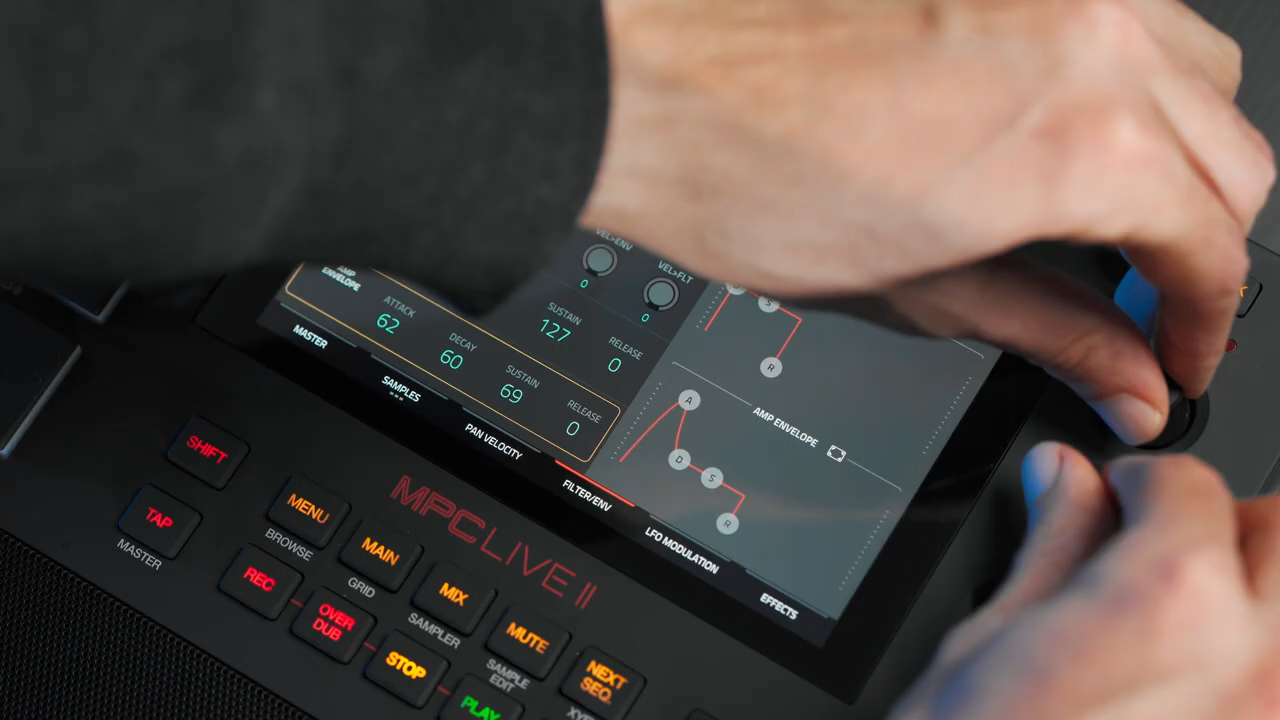 VEL>ENV
0
VEL>FLT
0
AMP
ENVELOPE
ATTACK
62
DECAY
60
SUSTAIN
69
RELEASE
0
SUSTAIN
127
RELEASE
0
S
R
AMP ENVELOPE
A
D
S
R
MASTER
SAMPLES
PAN VELOCITY
FILTER/ENV
LFO MODULATION
EFFECTS
MPC LIVE II
SHIFT
TAP
MASTER
MENU
BROWSE
MAIN
GRID
MIX
SAMPLER
MUTE
SAMPLE
EDIT
NEXT
SEQ.
REC
OVER
DUB
STOP
PLAY